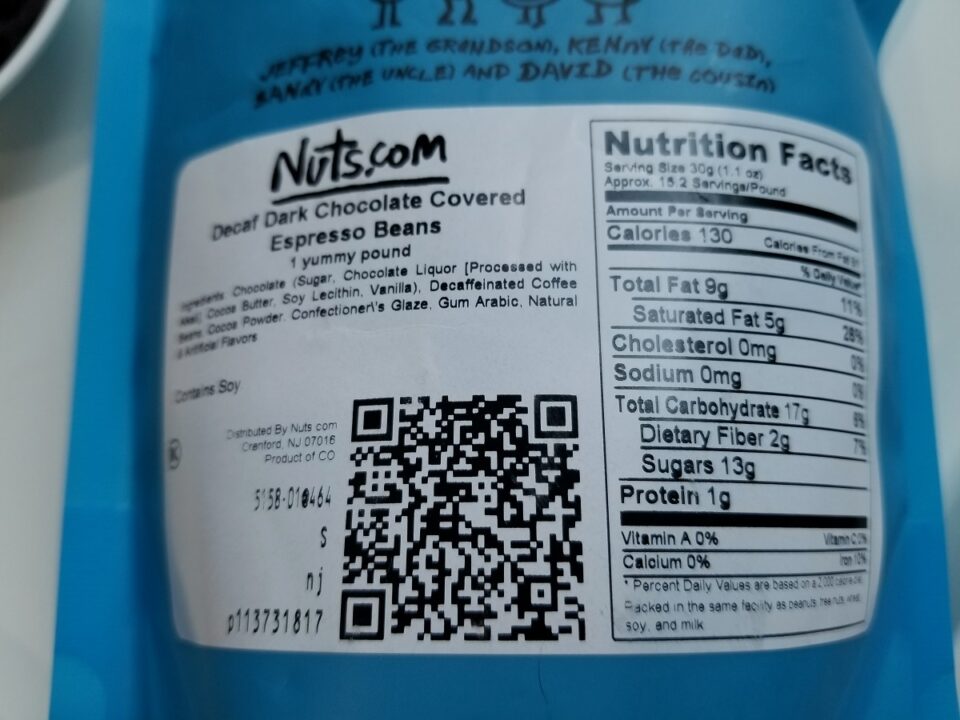 JEFFREY (THE GRANDSON), KENNY (THE DAD),
SANDY (THE UNCLE) AND DAVID (THE COUSIN)
Nuts.com
Decaf Dark Chocolate Covered
Espresso Beans
1 yummy pound
Ingredients: Chocolate (Sugar, Chocolate Liquor [Processed with
Alkali], Cocoa Butter, Soy Lecithin, Vanilla), Decaffeinated Coffee
Beans, Cocoa Powder, Confectioner\'s Glaze, Gum Arabic, Natural
& Artificial Flavors
Contains Soy
K
Distributed By Nuts.com
Cranford, NJ 07016
Product of CO
5158-010464
S
nj
p113731817
Nutrition Facts
Serving Size 30g (1.1 oz)
Approx. 15.2 Servings/Pound
Amount Per Serving
Calories 130 Calories From Fat
% Daily Value*
Total Fat 9g 11%
Saturated Fat 5g 28%
Cholesterol 0mg 0%
Sodium 0mg 0%
Total Carbohydrate 17g 6%
Dietary Fiber 2g 7%
Sugars 13g
Protein 1g
Vitamin A 0% Vitamin C 0%
Calcium 0% Iron 10%
* Percent Daily Values are based on a 2,000 calorie diet.
Packed in the same facility as peanuts, tree nuts, wheat,
soy, and milk